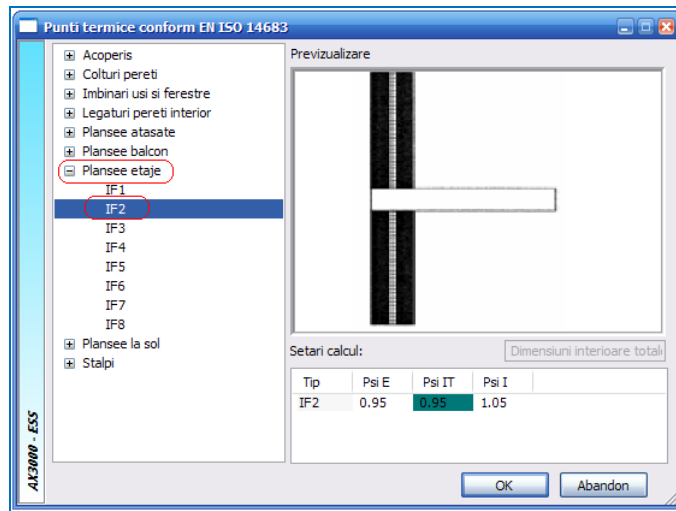 Punti termice conform EN ISO 14683
Acoperis
Colturi pereti
Imbinari usi si ferestre
Legaturi pereti interior
Plansee atasate
Plansee balcon
Plansee etaje
IF1
IF2
IF3
IF4
IF5
IF6
IF7
IF8
Plansee la sol
Stalpi
AX3000 - ESS
Previzualizare
Setari calcul:
Dimensiuni interioare total
Tip Psi E Psi IT Psi I
IF2 0.95 0.95 1.05
OK Abandon